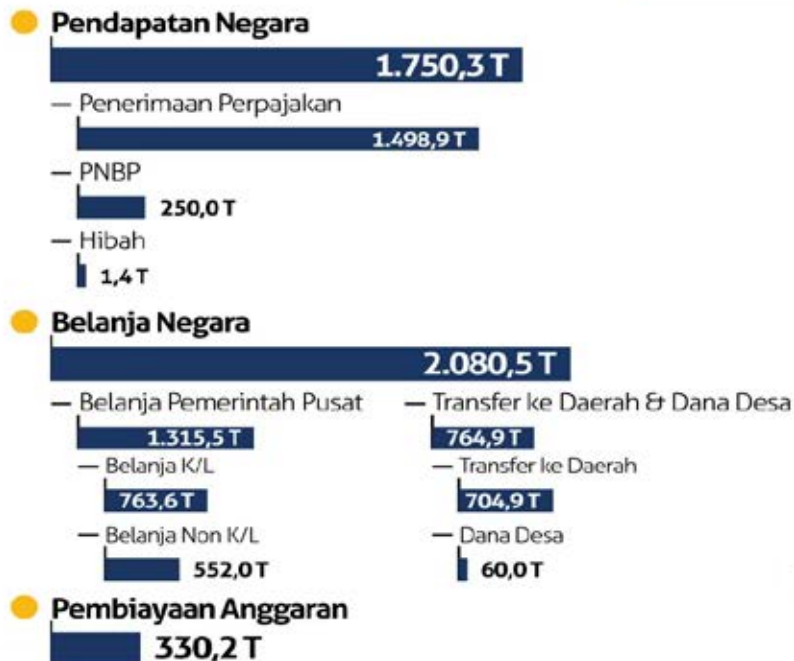 Pendapatan Negara
1.750,3 T
— Penerimaan Perpajakan
1.498,9 T
— PNBP
250,0 T
— Hibah
1,4 T
Belanja Negara
2.080,5 T
— Belanja Pemerintah Pusat
1.315,5 T
— Belanja K/L
763,6 T
— Belanja Non K/L
552,0 T
— Transfer ke Daerah & Dana Desa
764,9 T
— Transfer ke Daerah
704,9 T
— Dana Desa
60,0 T
Pembiayaan Anggaran
330,2 T